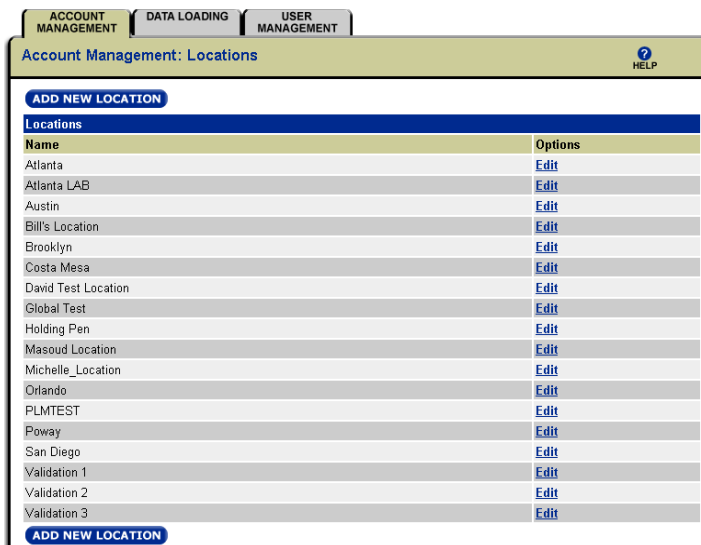 ACCOUNT MANAGEMENT
DATA LOADING
USER MANAGEMENT
Account Management: Locations
? HELP
ADD NEW LOCATION
Locations
Name Options
Atlanta Edit
Atlanta LAB Edit
Austin Edit
Bill's Location Edit
Brooklyn Edit
Costa Mesa Edit
David Test Location Edit
Global Test Edit
Holding Pen Edit
Masoud Location Edit
Michelle_Location Edit
Orlando Edit
PLMTEST Edit
Poway Edit
San Diego Edit
Validation 1 Edit
Validation 2 Edit
Validation 3 Edit
ADD NEW LOCATION